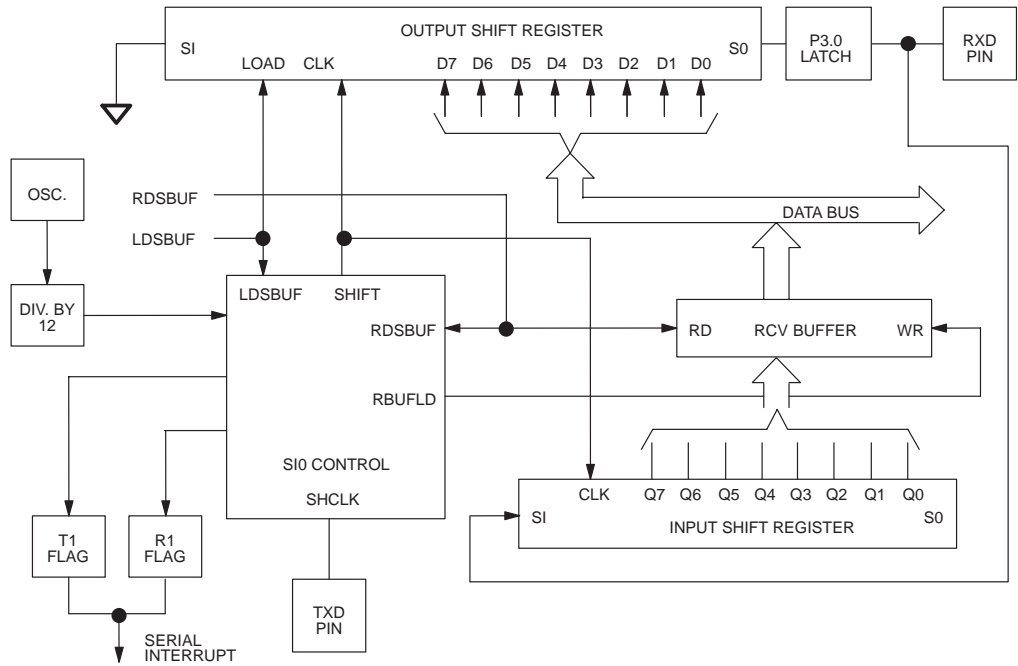 OUTPUT SHIFT REGISTER
SI
S0
LOAD CLK D7 D6 D5 D4 D3 D2 D1 D0
P3.0
LATCH
RXD
PIN
OSC.
RDSBUF
LDSBUF
DATA BUS
DIV. BY
12
LDSBUF SHIFT
RDSBUF
RD RCV BUFFER WR
RBUFLD
SI0 CONTROL
SHCLK
CLK Q7 Q6 Q5 Q4 Q3 Q2 Q1 Q0
SI
S0
INPUT SHIFT REGISTER
T1
FLAG
R1
FLAG
TXD
PIN
SERIAL
INTERRUPT